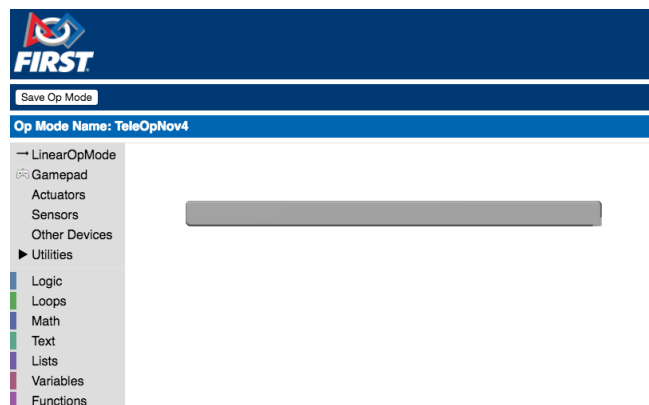 FIRST
Save Op Mode
Op Mode Name: TeleOpNov4
LinearOpMode
Gamepad
Actuators
Sensors
Other Devices
Utilities
Logic
Loops
Math
Text
Lists
Variables
Functions